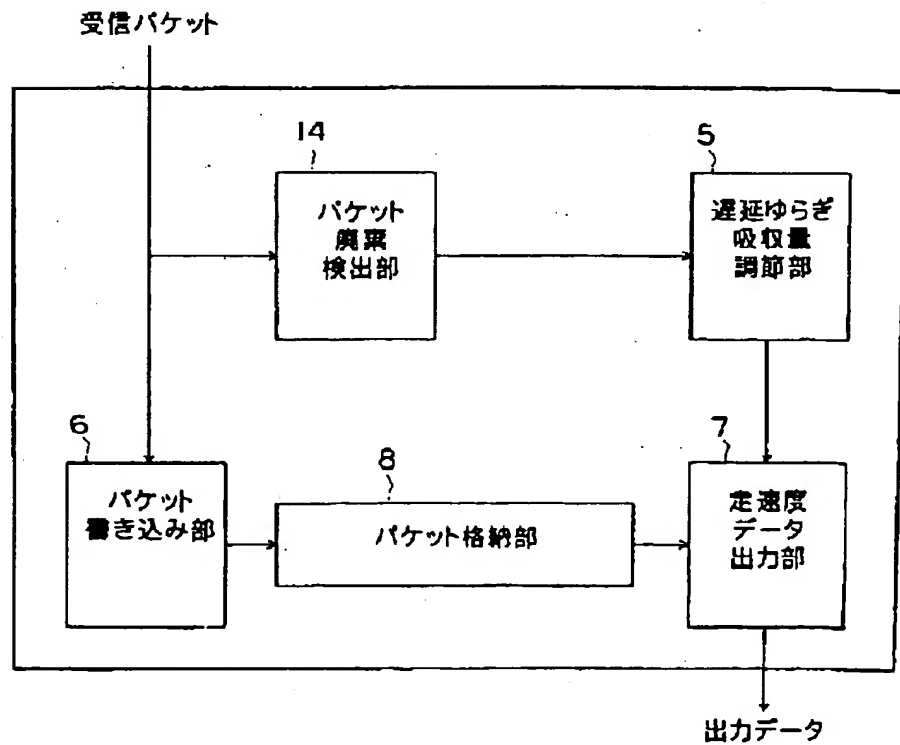 受信パケット
14
パケット
廃棄
検出部
5
遅延ゆらぎ
吸収量
調節部
6
パケット
書き込み部
8
パケット格納部
7
定速度
データ
出力部
出力データ